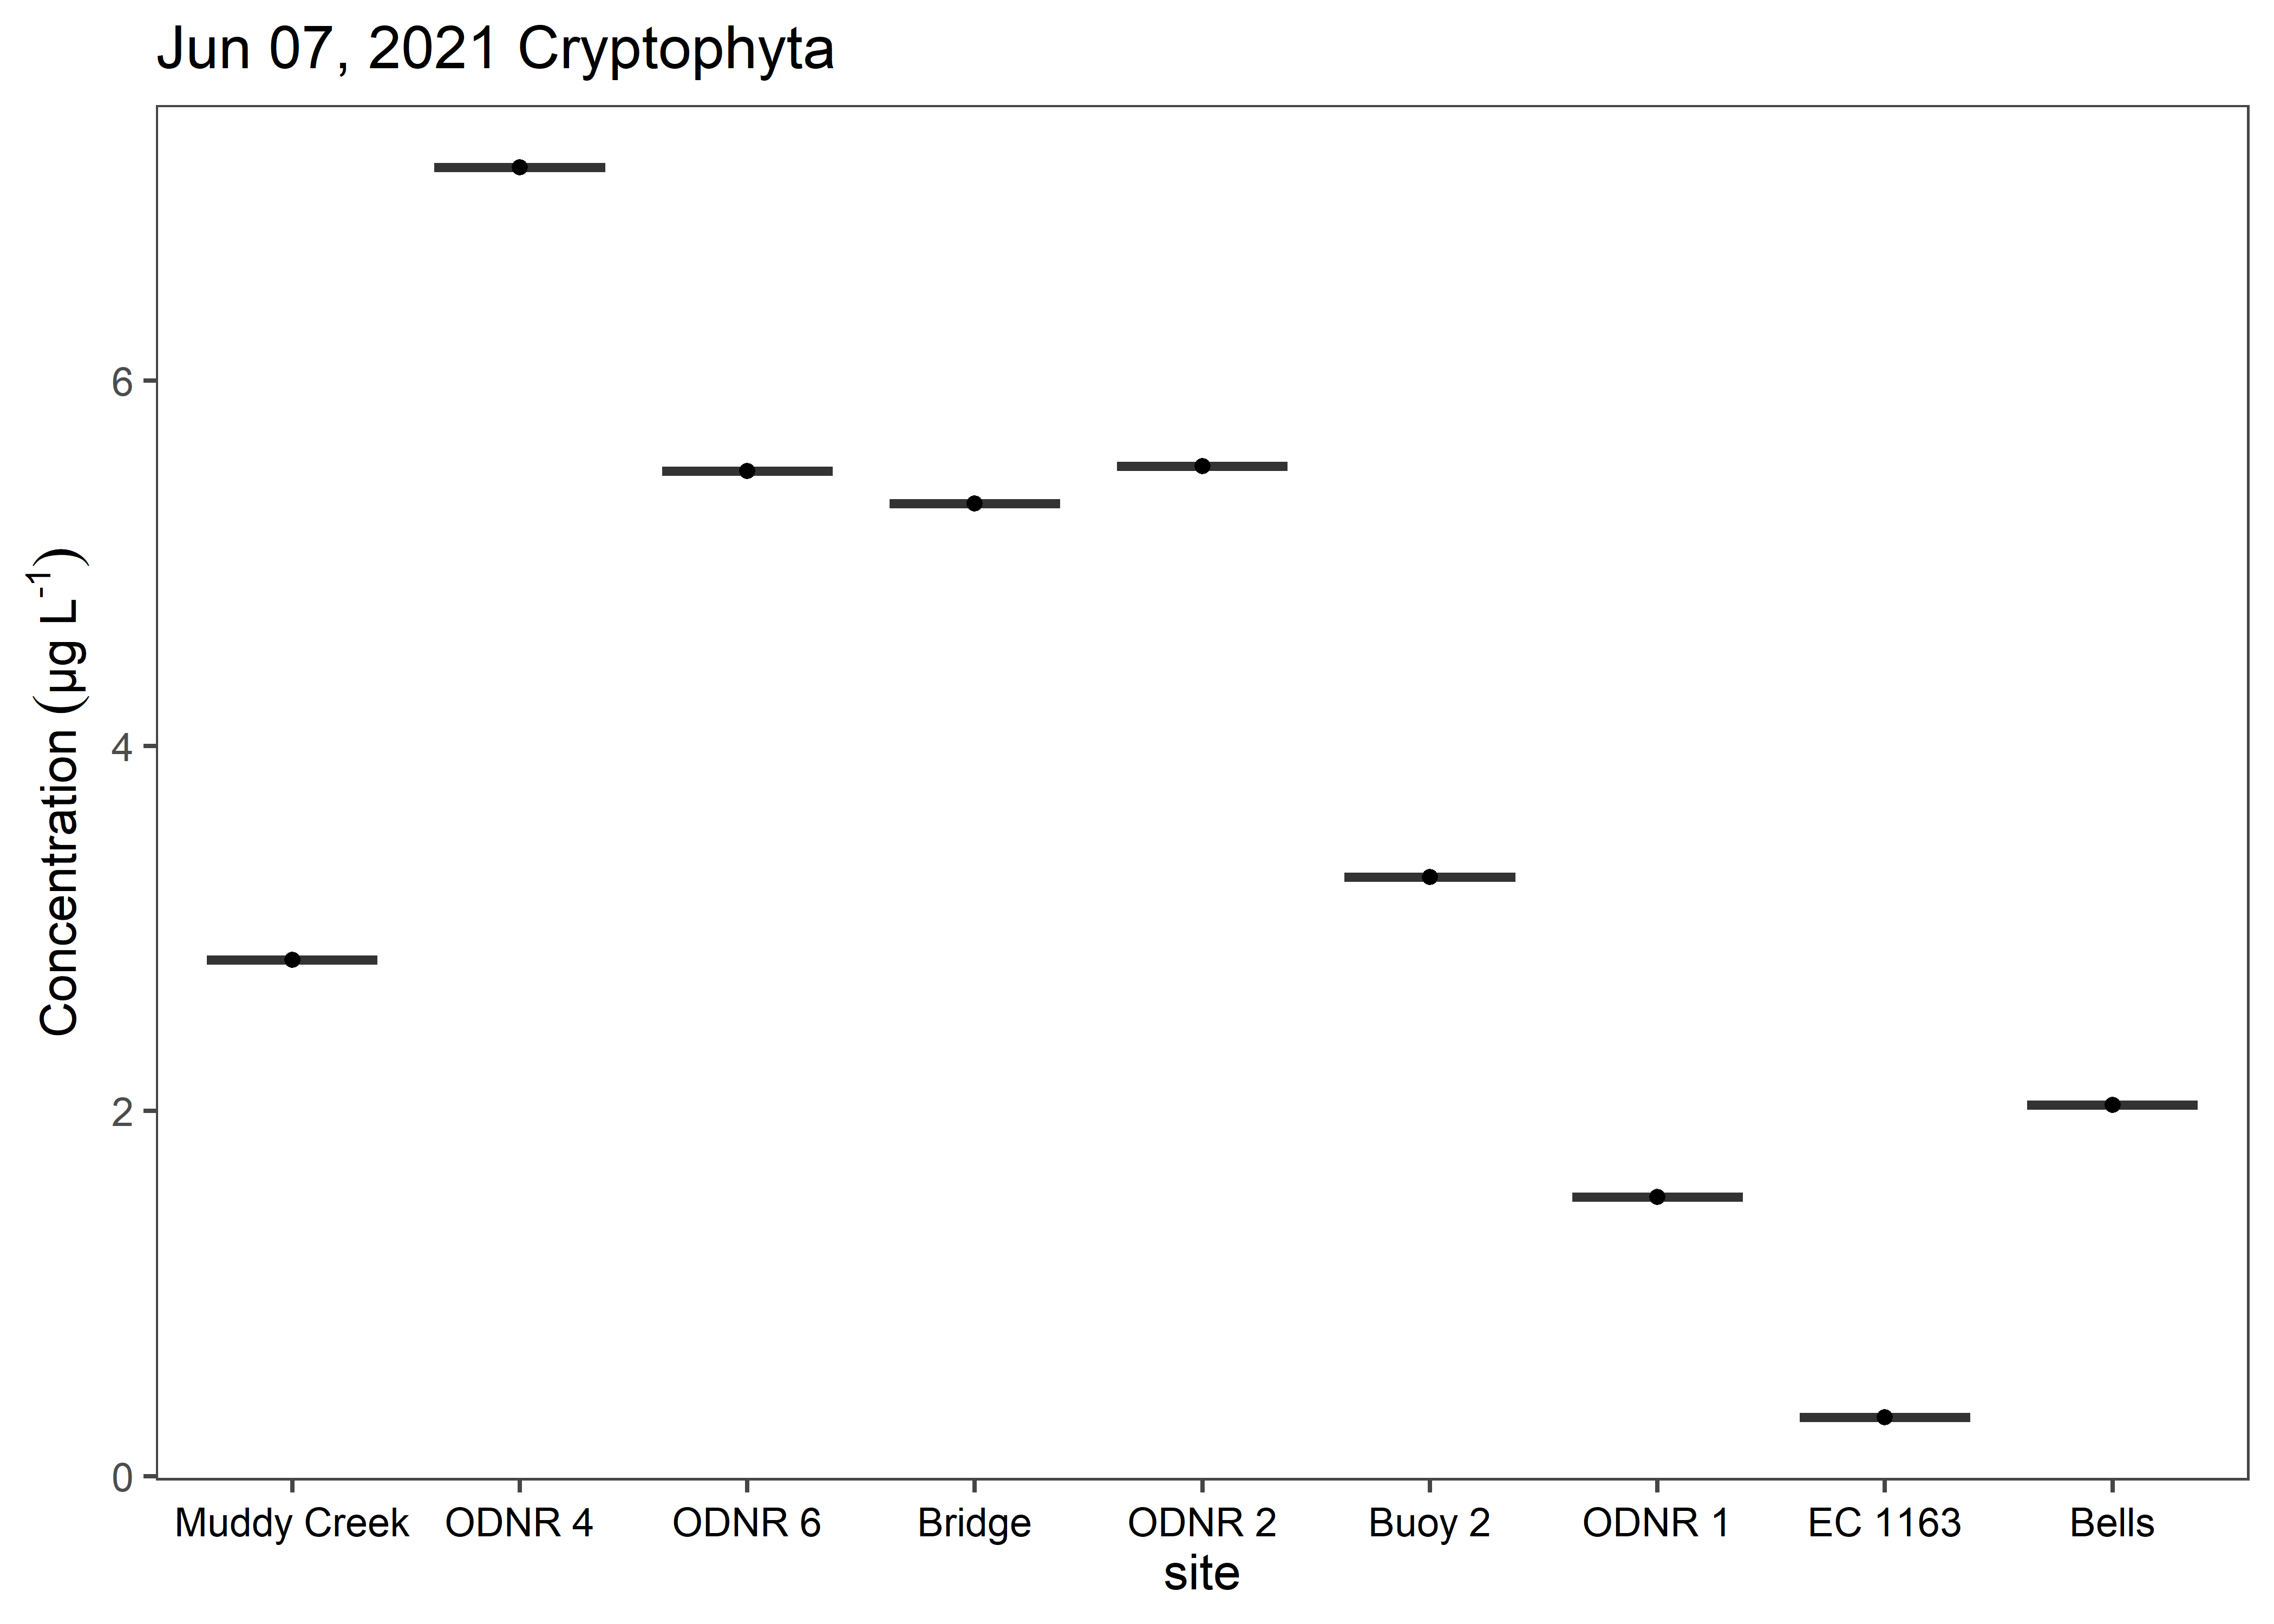 Jun 07, 2021 Cryptophyta
Concentration (µg L⁻¹)
6
4
2
0
Muddy Creek ODNR 4 ODNR 6 Bridge ODNR 2 Buoy 2 ODNR 1 EC 1163 Bells
site